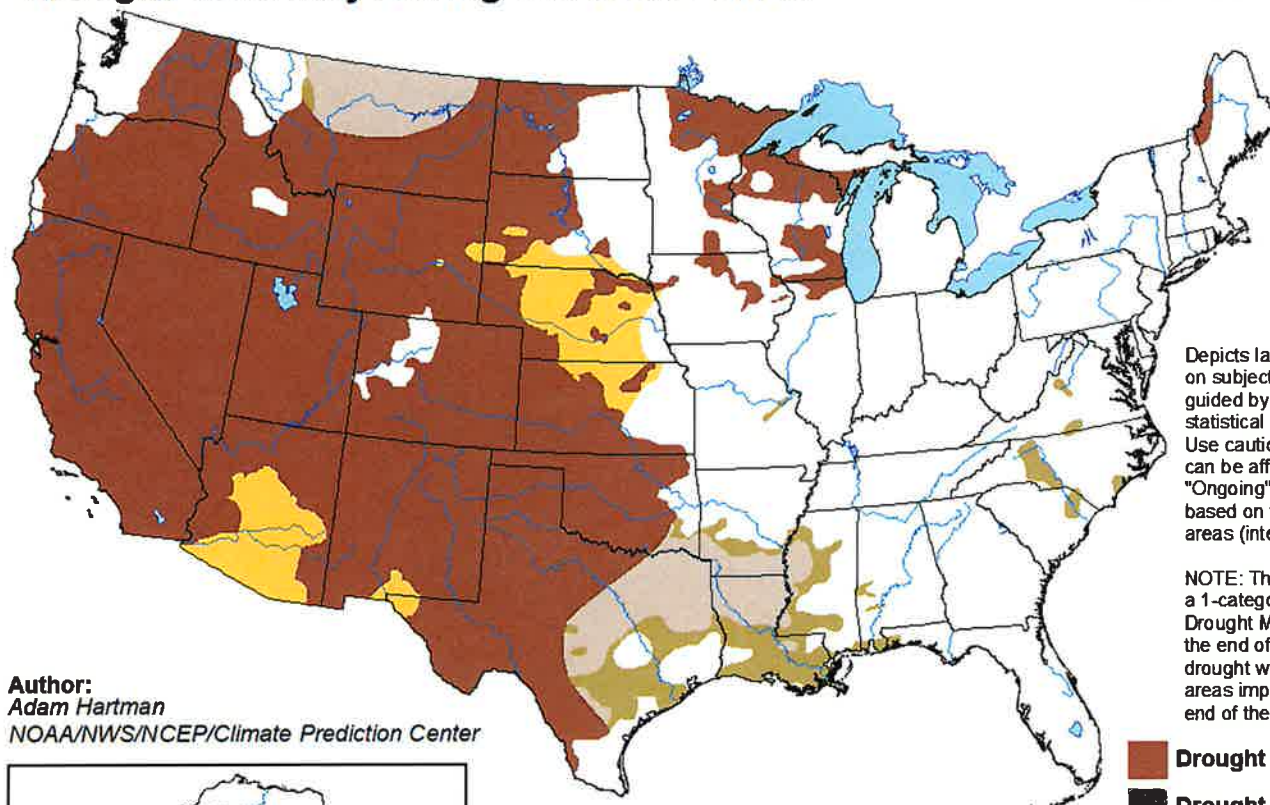 Author:
Adam Hartman
NOAA/NWS/NCEP/Climate Prediction Center
Depicts la
on subject
guided by
statistical
Use cautio
can be affe
"Ongoing"
based on
areas (inte
NOTE: Th
a 1-catego
Drought M
the end of
drought w
areas imp
end of the
Drought
Drought